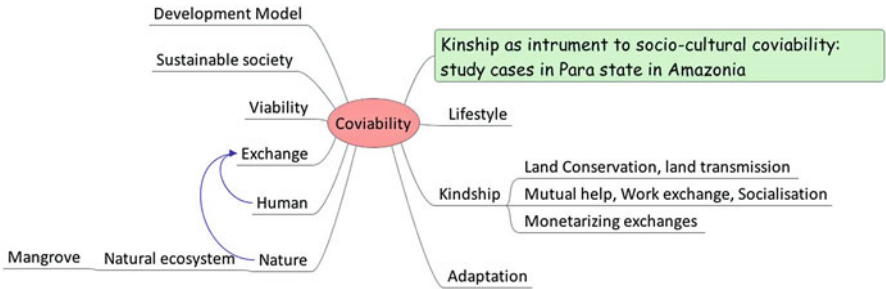 Development Model
Kinship as intrument to socio-cultural coviability:
study cases in Para state in Amazonia
Sustainable society
Viability
Coviability
Lifestyle
Exchange
Land Conservation, land transmission
Human
Kindship
Mutual help, Work exchange, Socialisation
Monetarizing exchanges
Mangrove
Natural ecosystem
Nature
Adaptation